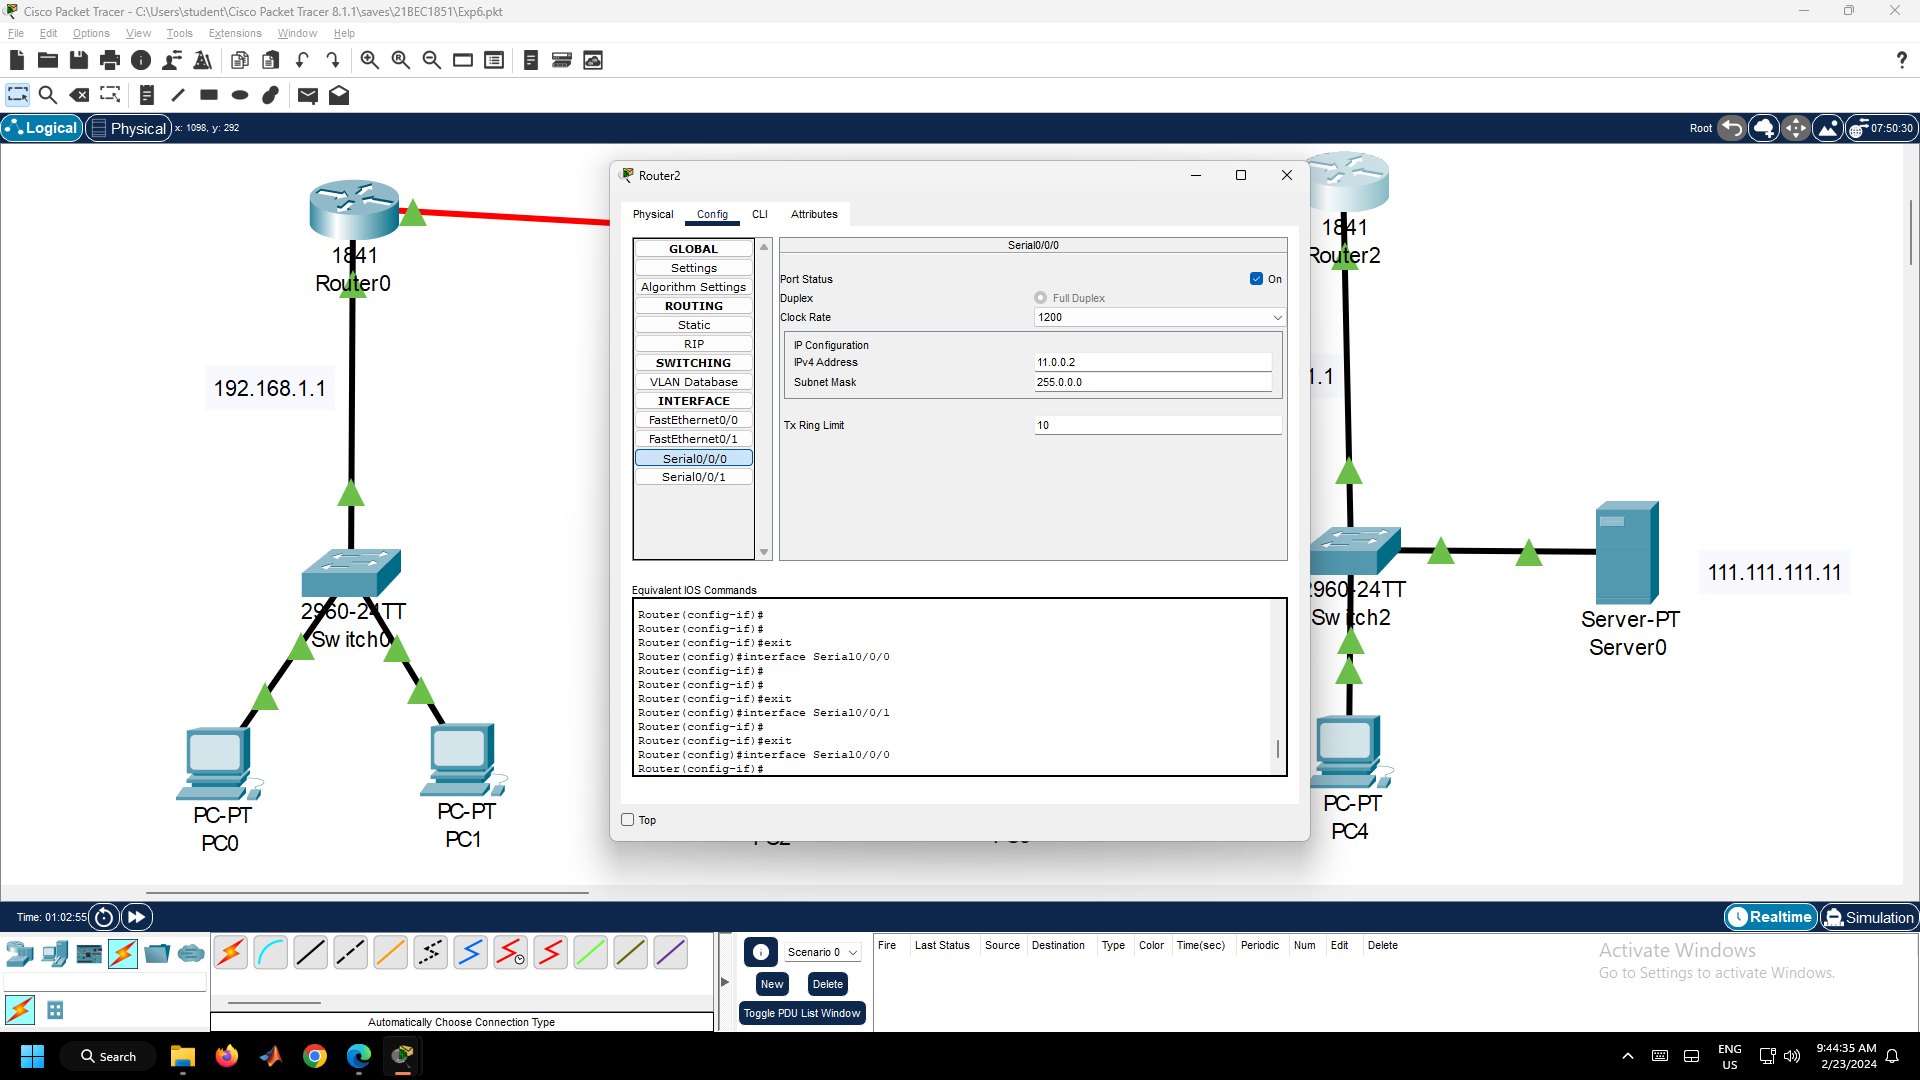 Cisco Packet Tracer - C:\Users\student\Cisco Packet Tracer 8.1.1\saves\21BEC1851\Exp6.pkt
File Edit Options View Tools Extensions Window Help
Logical Physical x: 1098, y: 292 Root 07:50:30
Router2
Physical Config CLI Attributes
GLOBAL
Settings
Algorithm Settings
ROUTING
Static
RIP
SWITCHING
VLAN Database
INTERFACE
FastEthernet0/0
FastEthernet0/1
Serial0/0/0
Serial0/0/1
Serial0/0/0
Port Status On
Duplex Full Duplex
Clock Rate 1200
IP Configuration
IPv4 Address 11.0.0.2
Subnet Mask 255.0.0.0
Tx Ring Limit 10
Equivalent IOS Commands
Router(config-if)#
Router(config-if)#
Router(config-if)#exit
Router(config)#interface Serial0/0/0
Router(config-if)#
Router(config-if)#
Router(config-if)#exit
Router(config)#interface Serial0/0/1
Router(config-if)#
Router(config-if)#exit
Router(config)#interface Serial0/0/0
Router(config-if)#
Top
1841
Router0
192.168.1.1
2960-24TT
Switch0
PC-PT
PC0
PC-PT
PC1
1841
Router2
1.1
2960-24TT
Switch2
Server-PT
Server0
111.111.111.11
PC-PT
PC4
Time: 01:02:55 Realtime Simulation
Scenario 0
New Delete
Toggle PDU List Window
Fire Last Status Source Destination Type Color Time(sec) Periodic Num Edit Delete
Automatically Choose Connection Type
Activate Windows
Go to Settings to activate Windows.
Search
ENG
US
9:44:35 AM
2/23/2024